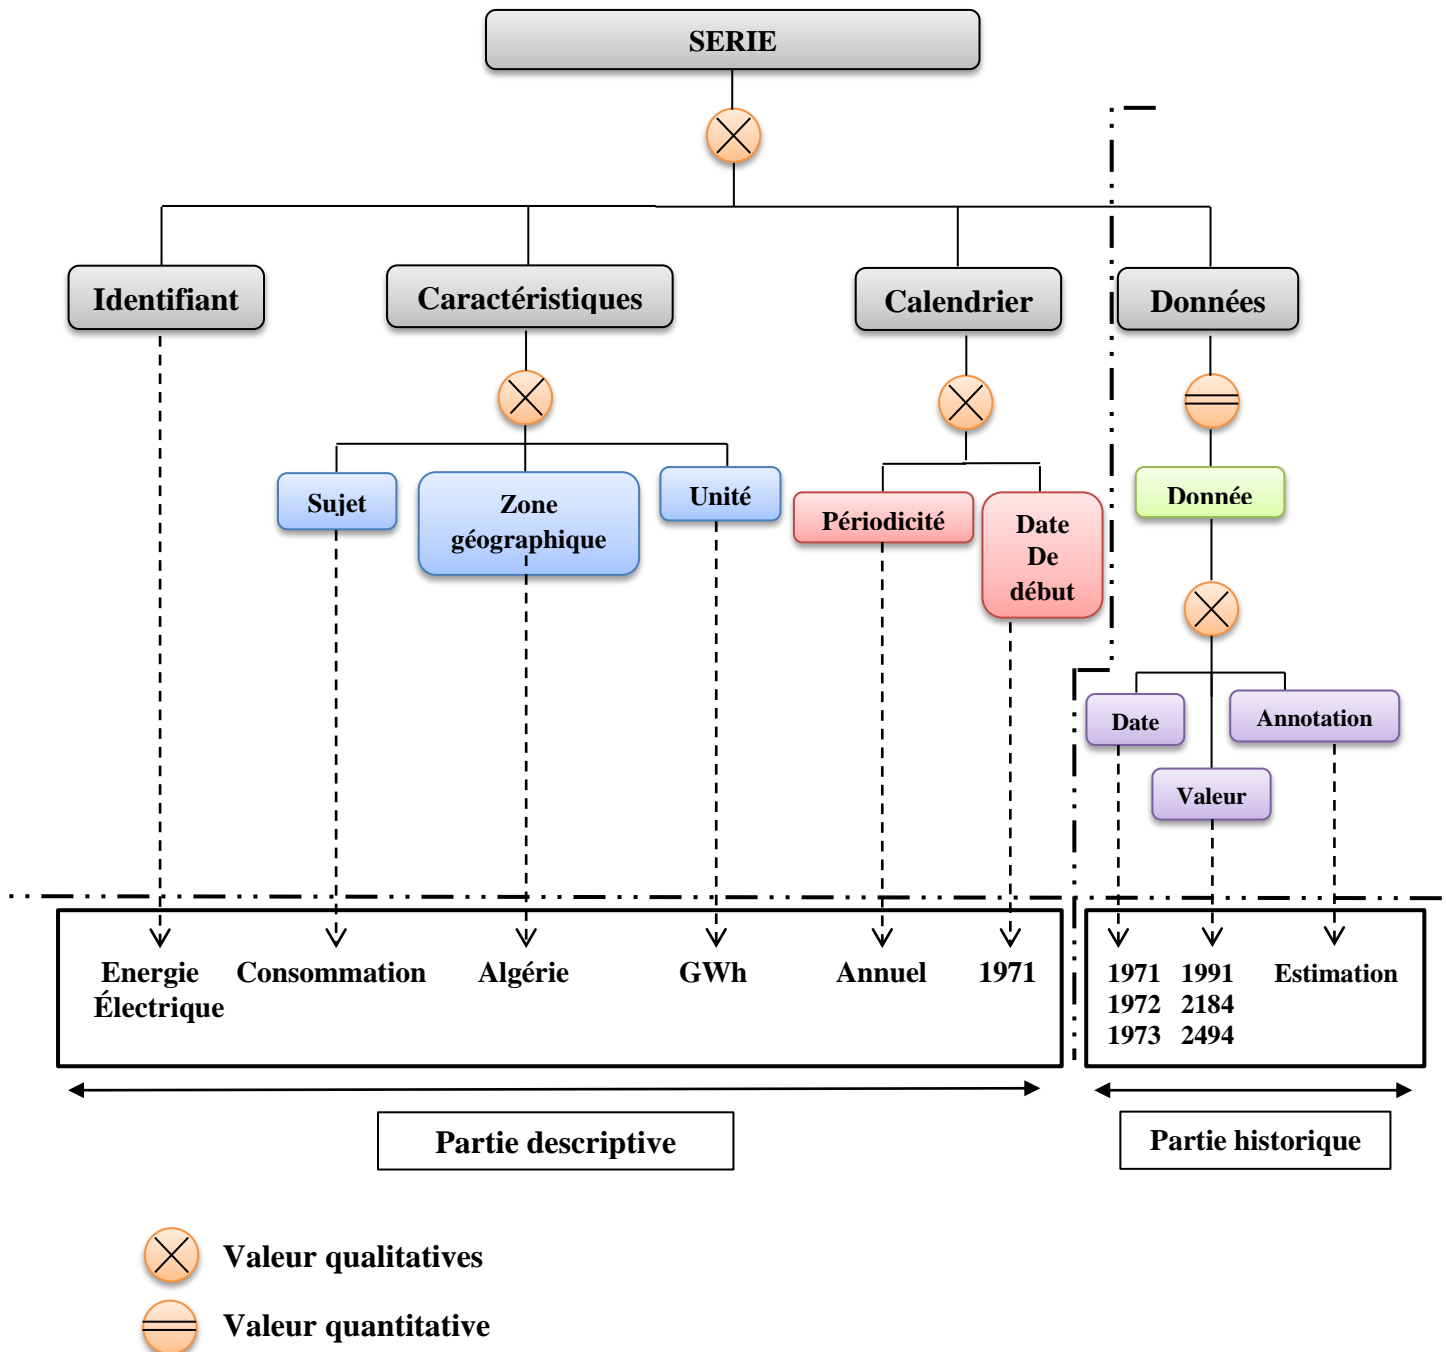 SERIE
Identifiant
Caractéristiques
Calendrier
Données
Sujet
Zone
géographique
Unité
Périodicité
Date
De
début
Donnée
Date
Valeur
Annotation
Energie
Électrique
Consommation
Algérie
GWh
Annuel
1971
1971 1991
1972 2184
1973 2494
Estimation
Partie descriptive
Partie historique
Valeur qualitatives
Valeur quantitative